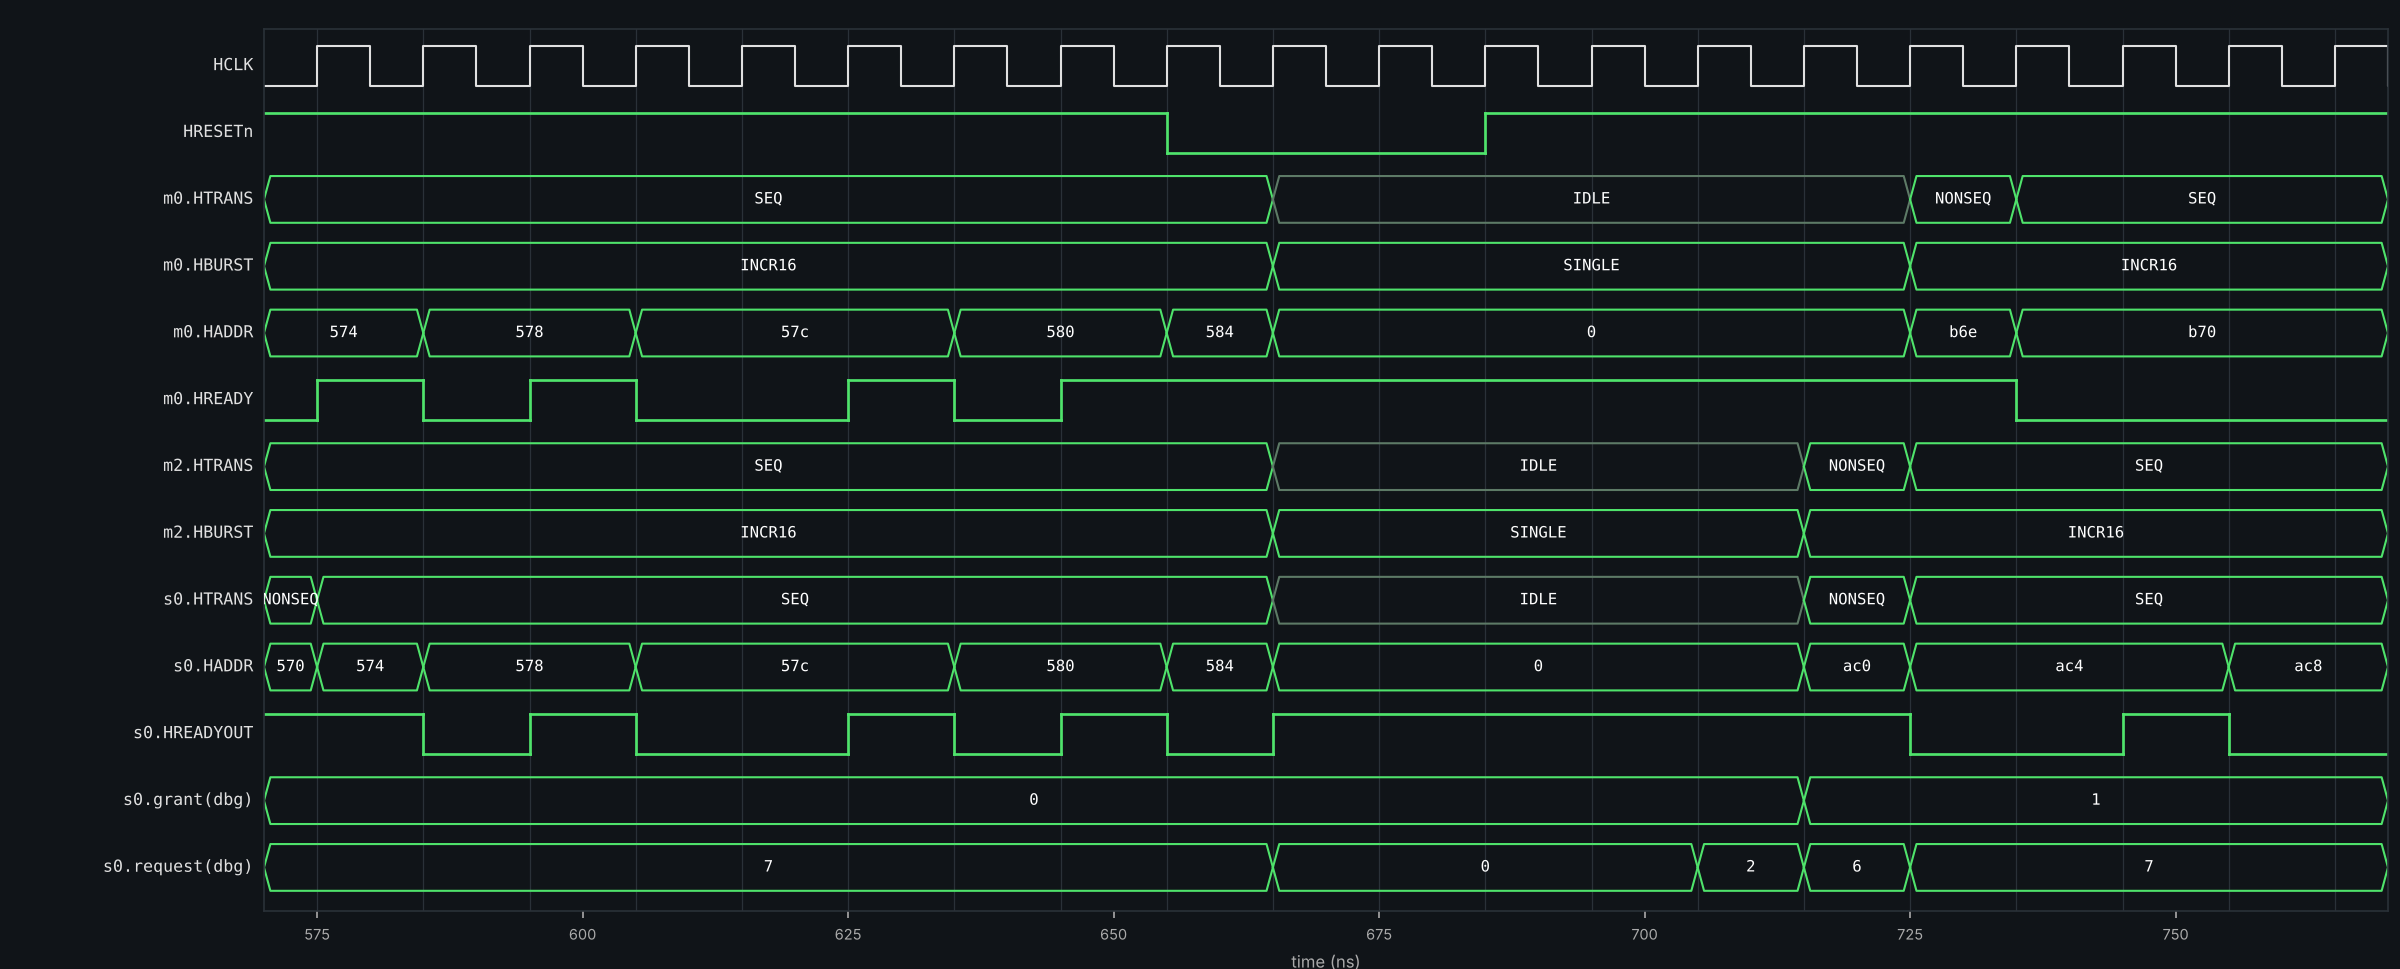 HCLK
HRESETn
m0.HTRANS SEQ IDLE NONSEQ SEQ
m0.HBURST INCR16 SINGLE INCR16
m0.HADDR 574 578 57c 580 584 0 b6e b70
m0.HREADY
m2.HTRANS SEQ IDLE NONSEQ SEQ
m2.HBURST INCR16 SINGLE INCR16
s0.HTRANS NONSEQ SEQ IDLE NONSEQ SEQ
s0.HADDR 570 574 578 57c 580 584 0 ac0 ac4 ac8
s0.HREADYOUT
s0.grant(dbg) 0 1
s0.request(dbg) 7 0 2 6 7
575 600 625 650 675 700 725 750
time (ns)